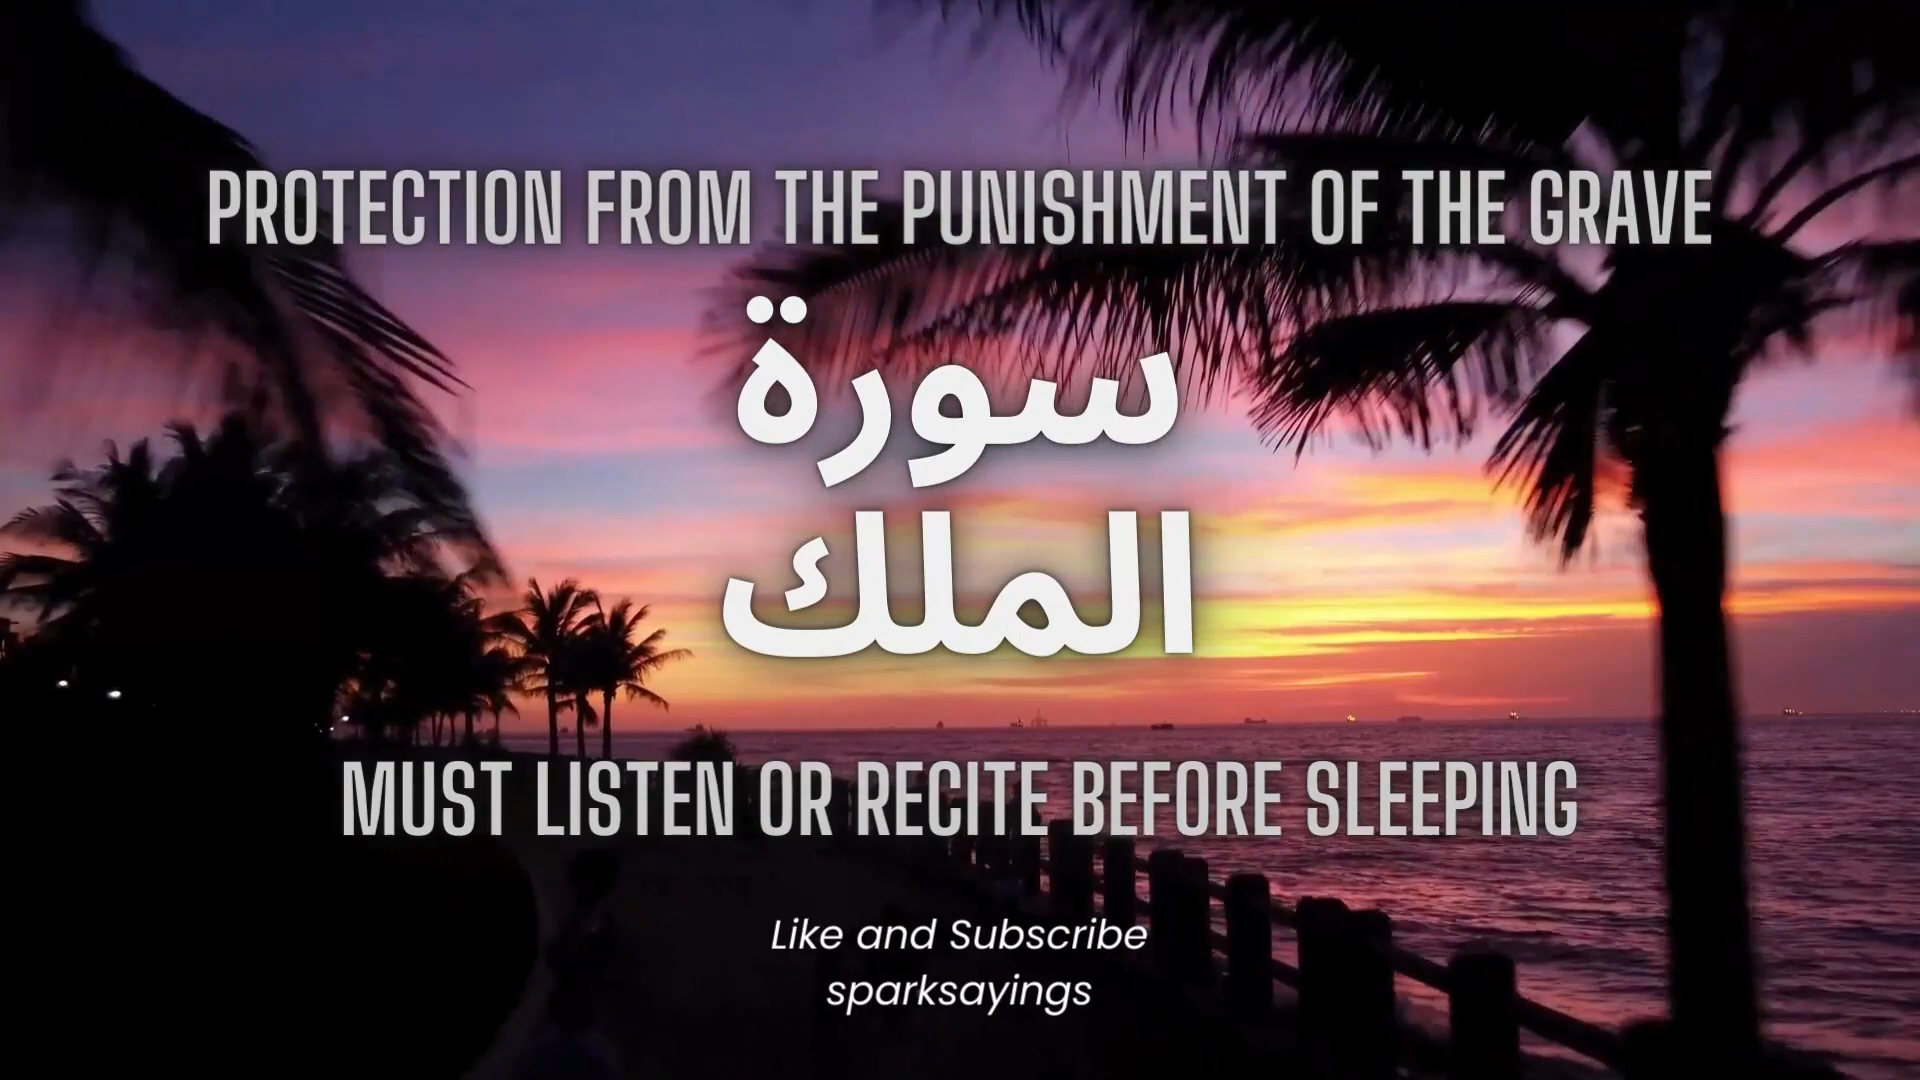 PROTECTION FROM THE PUNISHMENT OF THE GRAVE
سورة
الملك
MUST LISTEN OR RECITE BEFORE SLEEPING
Like and Subscribe
sparksayings